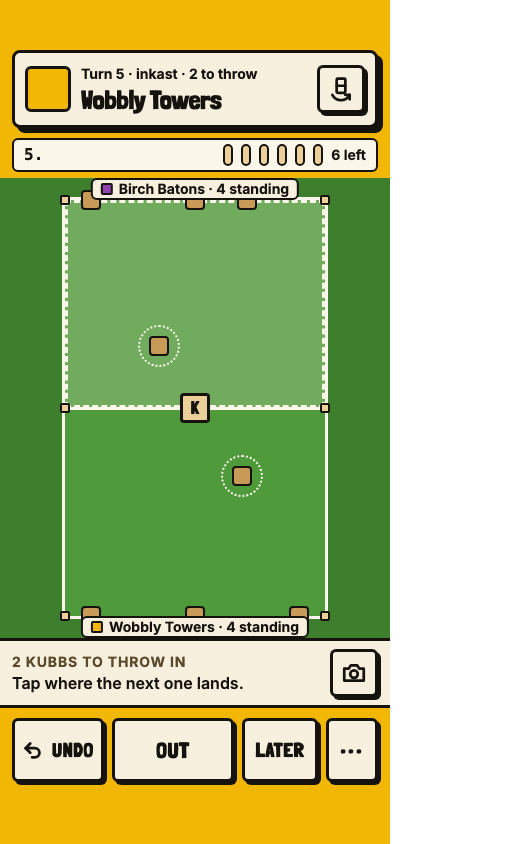 Turn 5 · inkast · 2 to throw
Wobbly Towers
5.
6 left
Birch Batons · 4 standing
K
Wobbly Towers · 4 standing
2 KUBBS TO THROW IN
Tap where the next one lands.
UNDO
OUT
LATER